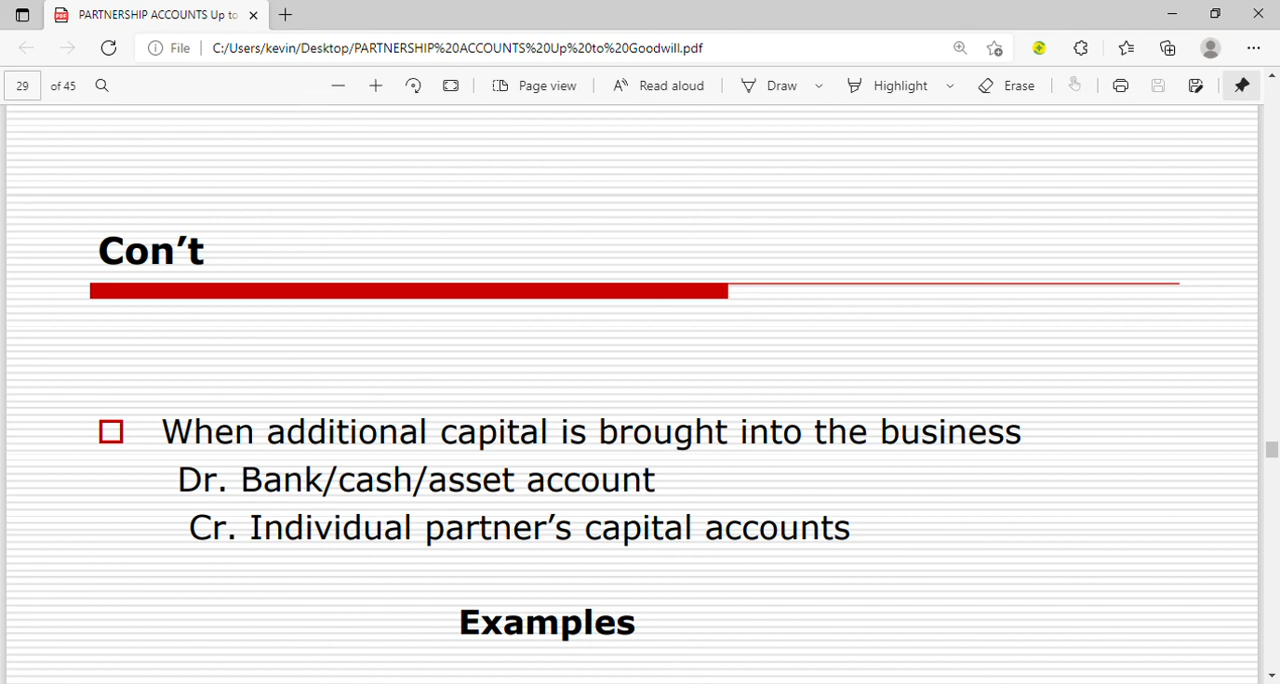 PARTNERSHIP ACCOUNTS Up to
File C:/Users/kevin/Desktop/PARTNERSHIP%20ACCOUNTS%20Up%20to%20Goodwill.pdf
29 of 45 Page view Read aloud Draw Highlight Erase
Con’t
When additional capital is brought into the business
Dr. Bank/cash/asset account
Cr. Individual partner’s capital accounts
Examples